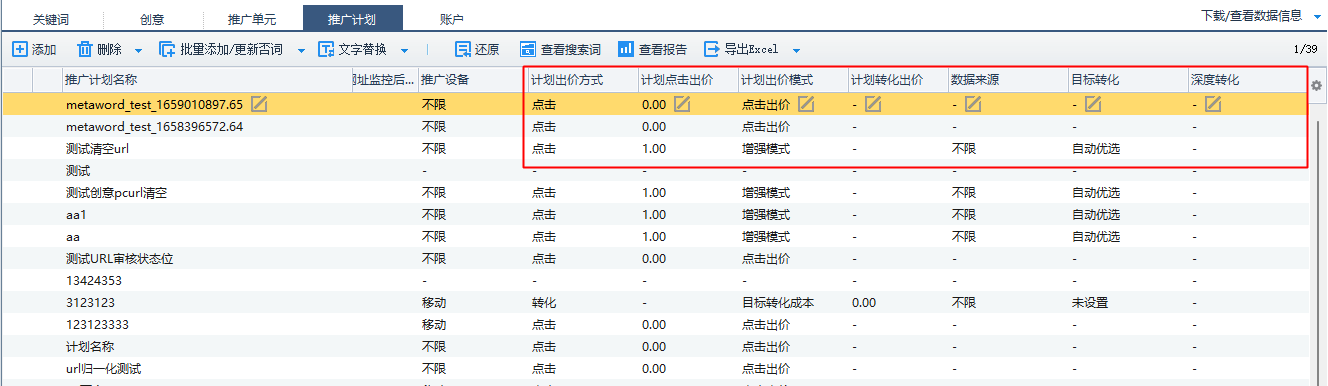 关键词 创意 推广单元 推广计划 账户 下载/查看数据信息
添加 删除 批量添加/更新否词 文字替换 还原 查看搜索词 查看报告 导出Excel 1/39
推广计划名称 网址监控后... 推广设备 计划出价方式 计划点击出价 计划出价模式 计划转化出价 数据来源 目标转化 深度转化
metaword_test_1659010897.65 不限 点击 0.00 点击出价 - - - -
metaword_test_1658396572.64 不限 点击 0.00 点击出价 - - - -
测试清空url 不限 点击 1.00 增强模式 - 不限 自动优选 -
测试 - - - - - - - -
测试创意pcurl清空 不限 点击 1.00 增强模式 - 不限 自动优选 -
aa1 不限 点击 1.00 增强模式 - 不限 自动优选 -
aa 不限 点击 1.00 增强模式 - 不限 自动优选 -
测试URL审核状态位 不限 点击 0.00 点击出价 - - - -
13424353 - - - - - - - -
3123123 移动 转化 - 目标转化成本 0.00 不限 未设置 -
123123333 移动 点击 0.00 点击出价 - - - -
计划名称 不限 点击 0.00 点击出价 - - - -
url归一化测试 不限 点击 0.00 点击出价 - - - -